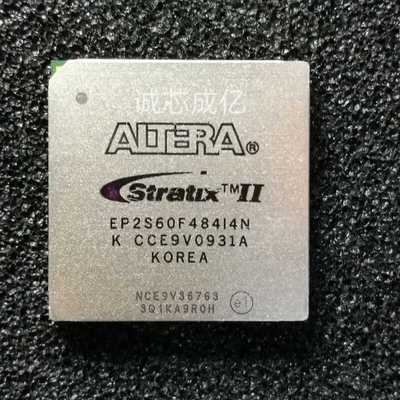 诚芯成亿
ALTERA®
Stratix™II
EP2S60F484I4N
K CCE9V0931A
KOREA
NCE9V36763
3Q1KA9R0H e1